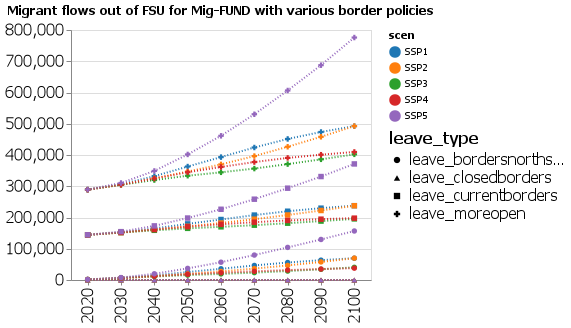 Migrant flows out of FSU for Mig-FUND with various border policies
800,000
700,000
600,000
500,000
400,000
300,000
200,000
100,000
0
2020
2030
2040
2050
2060
2070
2080
2090
2100
scen
SSP1
SSP2
SSP3
SSP4
SSP5
leave_type
leave_bordersnorths...
leave_closedborders
leave_currentborders
leave_moreopen